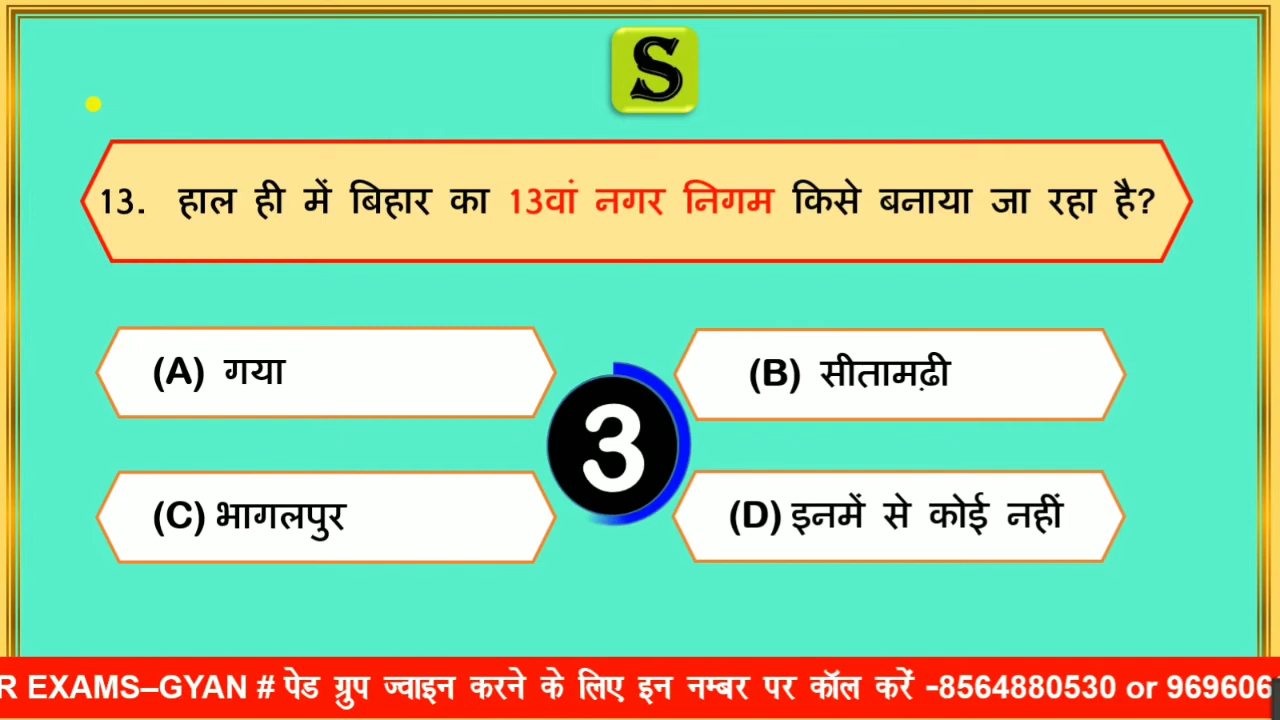 S
13. हाल ही में बिहार का 13वां नगर निगम किसे बनाया जा रहा है?
(A) गया
(B) सीतामढ़ी
3
(C) भागलपुर
(D) इनमें से कोई नहीं
R EXAMS–GYAN # पेड ग्रुप ज्वाइन करने के लिए इन नम्बर पर कॉल करें -8564880530 or 969606